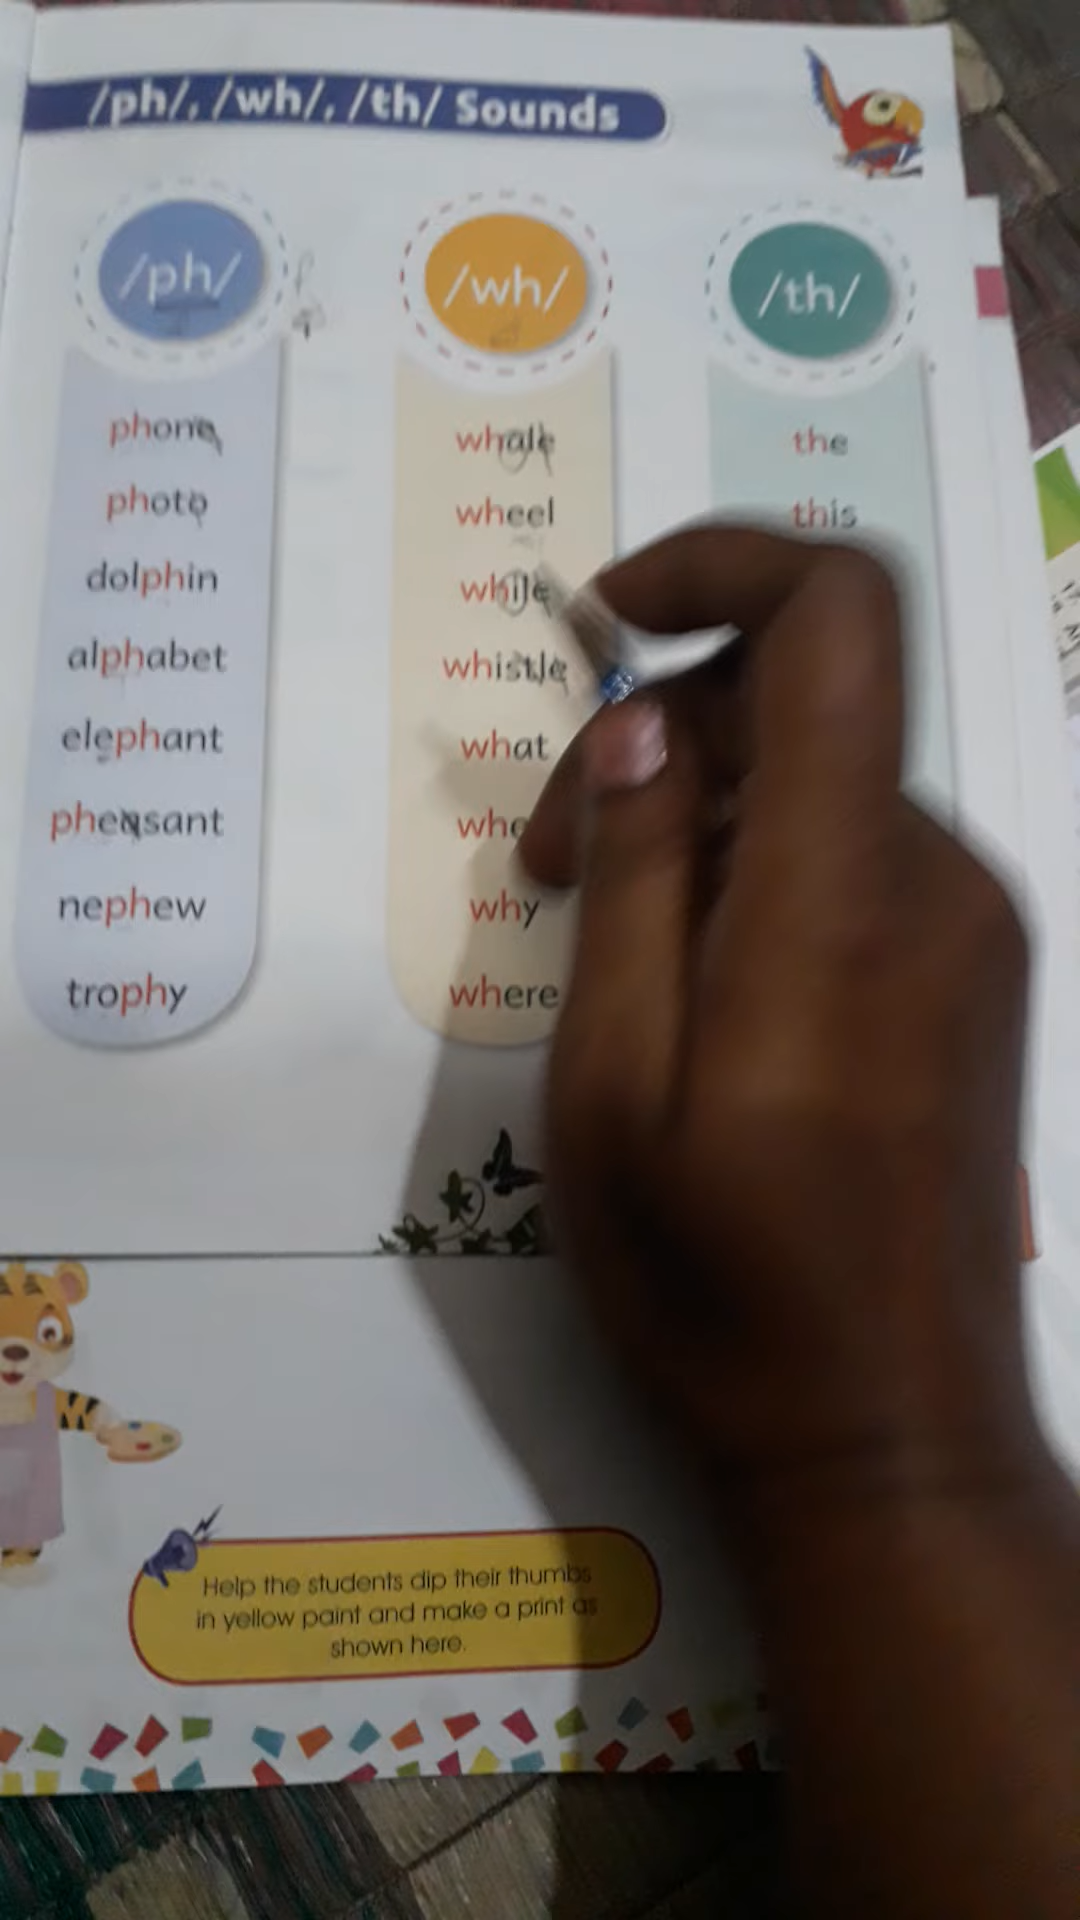 /ph/, /wh/, /th/ Sounds
/ph/
phone
photo
dolphin
alphabet
elephant
pheasant
nephew
trophy
/wh/
whale
wheel
while
whistle
what
why
where
/th/
the
this
Help the students dip their thumbs
in yellow paint and make a print as
shown here.